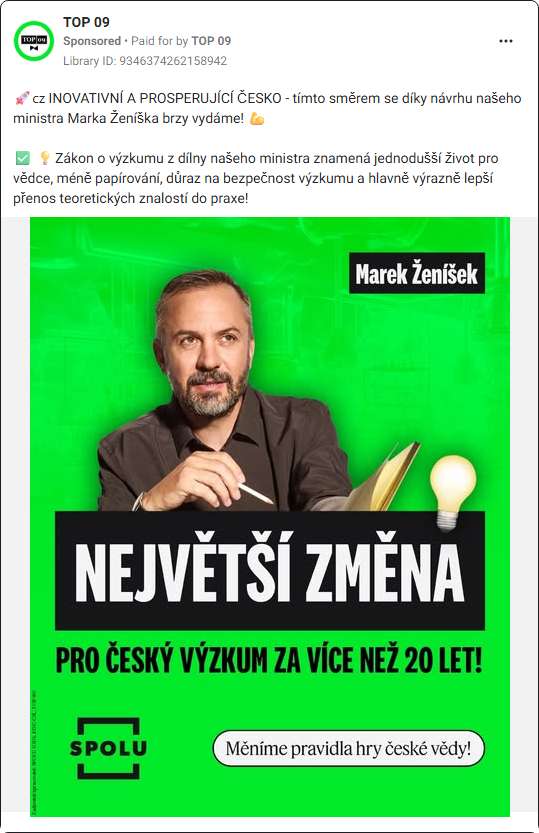 TOP 09
Sponsored • Paid for by TOP 09
Library ID: 9346374262158942
🚀cz INOVATIVNÍ A PROSPERUJÍCÍ ČESKO - tímto směrem se díky návrhu našeho
ministra Marka Ženíška brzy vydáme! 💪
✅ 💡Zákon o výzkumu z dílny našeho ministra znamená jednodušší život pro
vědce, méně papírování, důraz na bezpečnost výzkumu a hlavně výrazně lepší
přenos teoretických znalostí do praxe!
Marek Ženíšek
NEJVĚTŠÍ ZMĚNA
PRO ČESKÝ VÝZKUM ZA VÍCE NEŽ 20 LET!
SPOLU
Měníme pravidla hry české vědy!